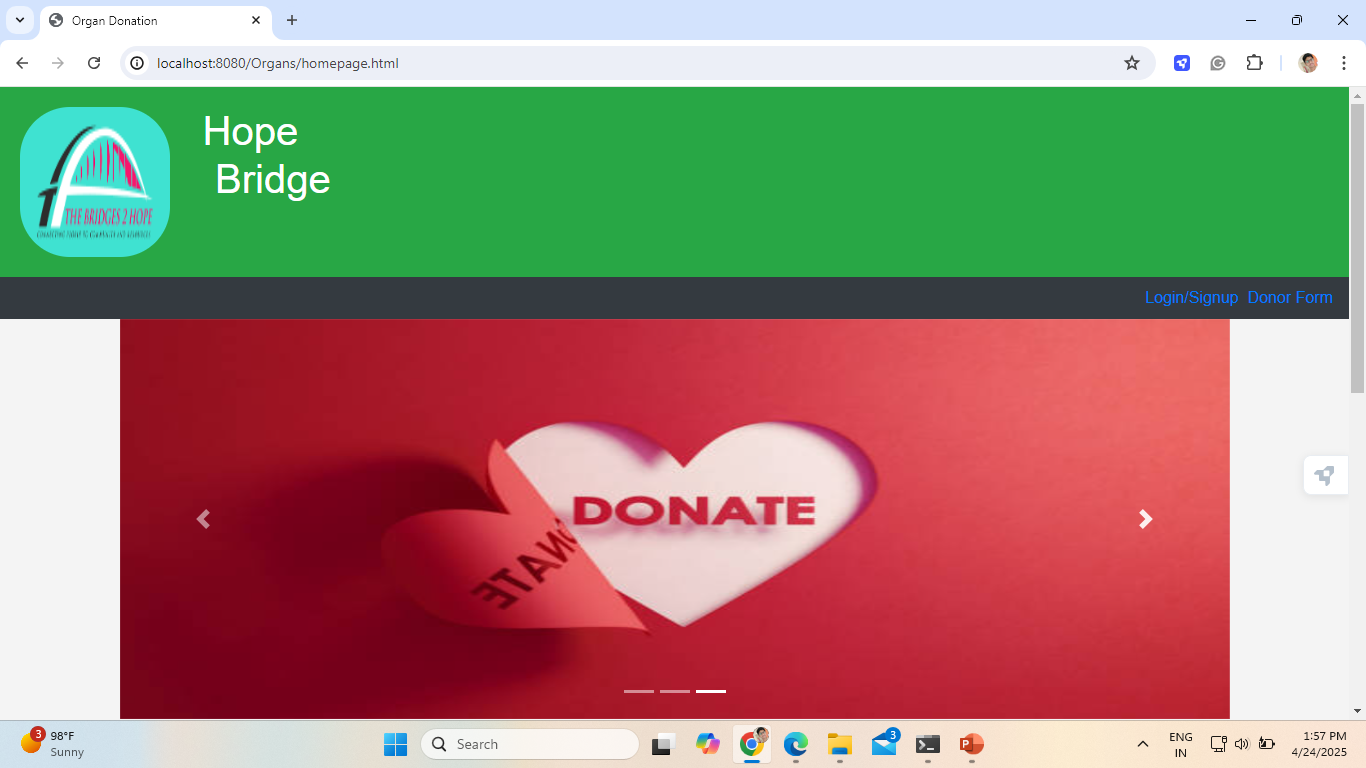 Organ Donation
localhost:8080/Organs/homepage.html
Hope
Bridge
THE BRIDGES 2 HOPE
Login/Signup Donor Form
DONATE
NATE
3
98°F
Sunny
Search
3
ENG
IN
1:57 PM
4/24/2025